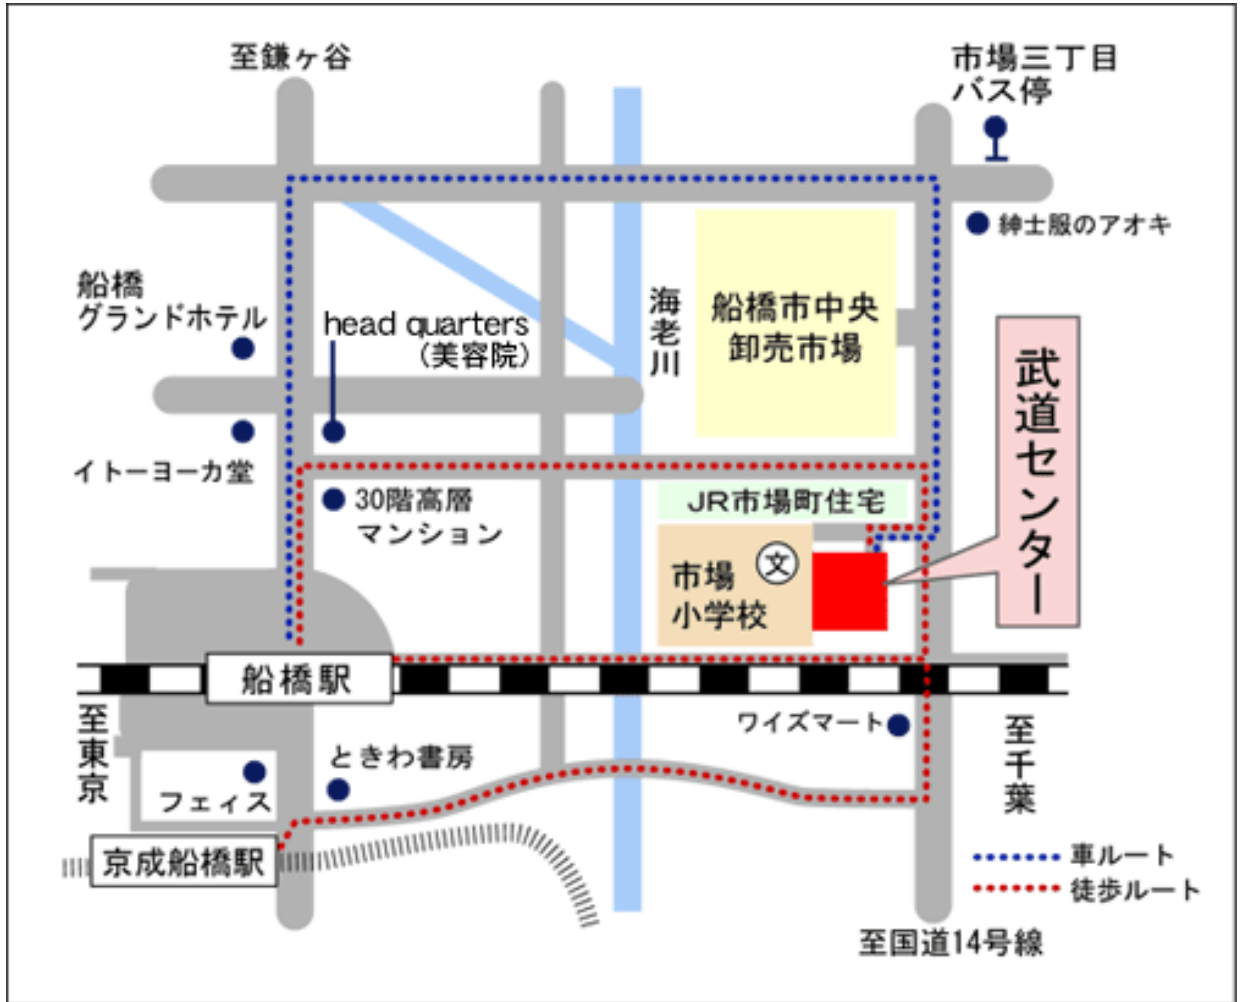 至鎌ヶ谷
市場三丁目
バス停
紳士服のアオキ
船橋
グランドホテル
head quarters
(美容院)
海老川
船橋市中央
卸売市場
武道センター
イトーヨーカ堂
30階高層
マンション
JR市場町住宅
市場
小学校
文
船橋駅
至東京
ワイズマート
至千葉
ときわ書房
フェィス
京成船橋駅
車ルート
徒歩ルート
至国道14号線